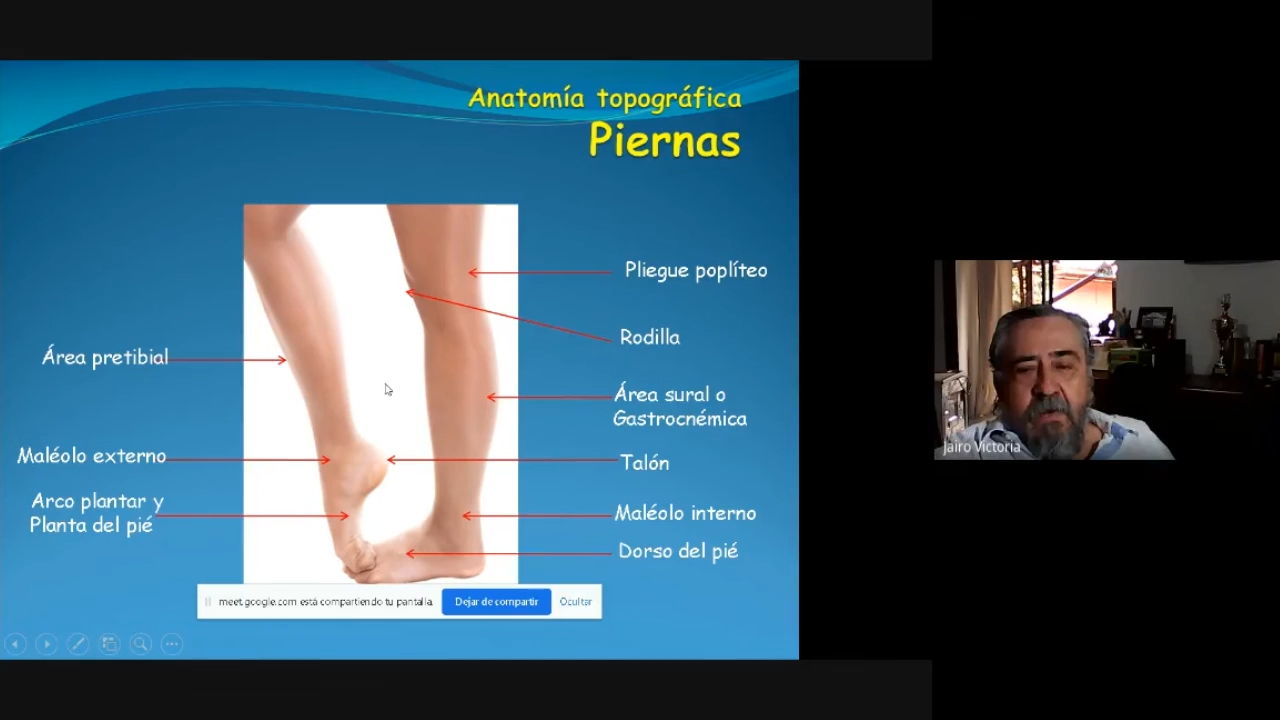 Anatomía topográfica
Piernas
Pliegue poplíteo
Rodilla
Área pretibial
Área sural o
Gastrocnémica
Maléolo externo
Talón
Arco plantar y
Planta del pié
Maléolo interno
Dorso del pié
meet.google.com está compartiendo tu pantalla.
Dejar de compartir
Ocultar
Jairo Victoria